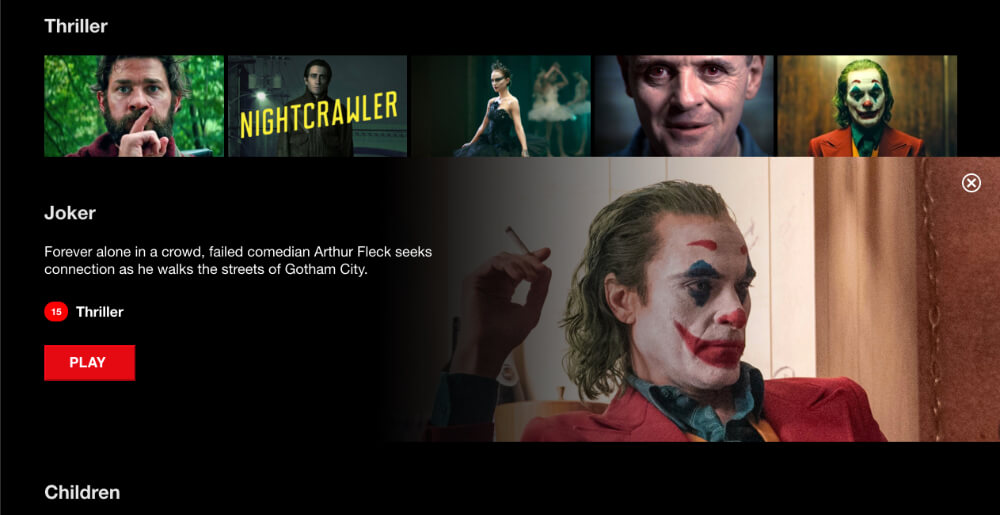 Thriller
NIGHTCRAWLER
Joker
Forever alone in a crowd, failed comedian Arthur Fleck seeks
connection as he walks the streets of Gotham City.
15 Thriller
PLAY
Children